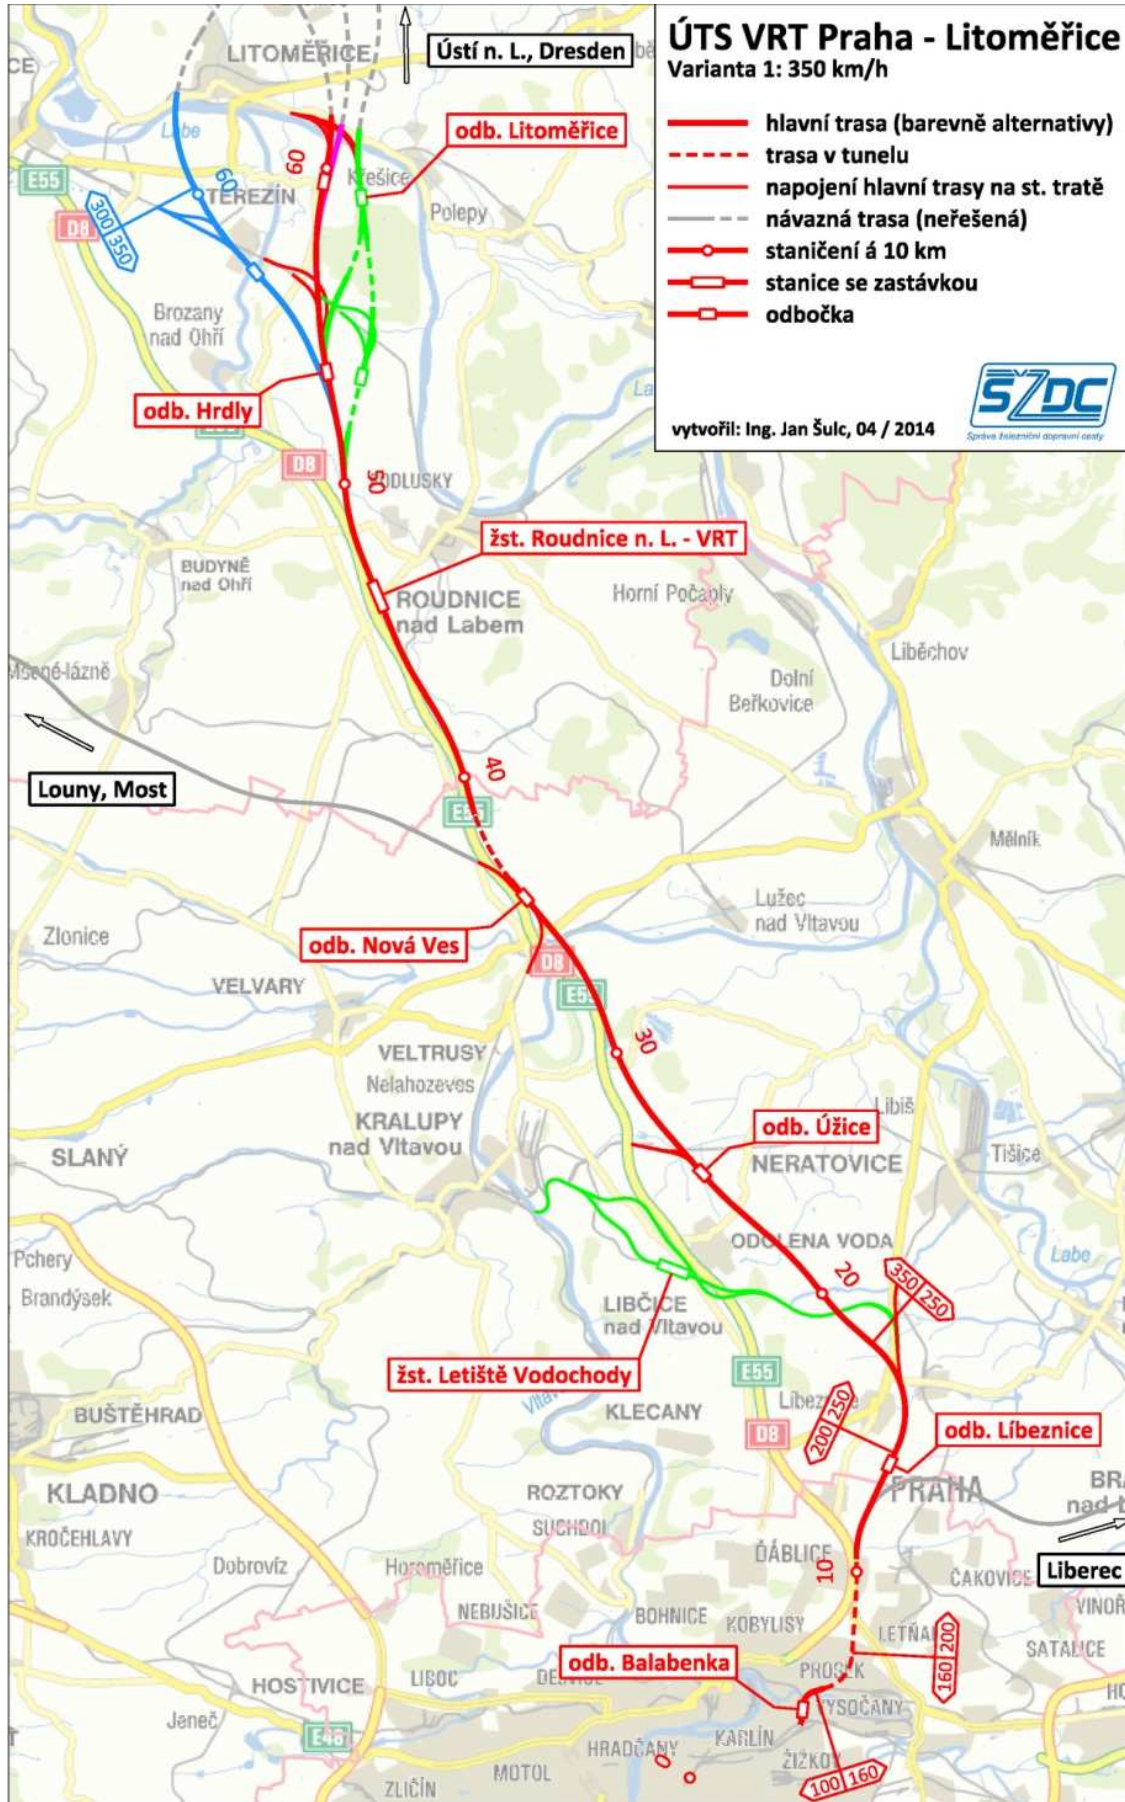 ÚTS VRT Praha - Litoměřice
Varianta 1: 350 km/h
hlavní trasa (barevně alternativy)
trasa v tunelu
napojení hlavní trasy na st. tratě
návazná trasa (neřešená)
staničení á 10 km
stanice se zastávkou
odbočka
vytvořil: Ing. Jan Šulc, 04 / 2014
SŽDC
Správa železniční dopravní cesty
LITOMĚŘICE
Ústí n. L., Dresden
odb. Litoměřice
Labe
E55
D8
60
TERÉZÍN
300 350
60
Křešice
Polepy
Brozany
nad Ohří
odb. Hrdly
D8
50
BUDYNĚ
nad Ohří
žst. Roudnice n. L. - VRT
ROUDNICE
nad Labem
Horní Počaply
Liběchov
Dolní
Beřkovice
Mšené-lázně
Louny, Most
40
E55
Mělník
Lužec
nad Vltavou
Zlonice
odb. Nová Ves
D8
E55
VELVARY
30
VELTRUSY
Nelahozeves
KRALUPY
nad Vltavou
Libiš
odb. Úžice
NERATOVICE
Tišice
SLANÝ
ODOLENA VODA
Labe
Pchery
Brandýsek
20
350 250
LIBČICE
nad Vltavou
žst. Letiště Vodochody
E55
BUŠTĚHRAD
KLECANY
D8
200 250
odb. Líbeznice
KLADNO
KROČEHLAVY
ROZTOKY
SUCHDOL
PRAHA
Liberec
Dobrovíz
Horoměřice
ĎÁBLICE
10
ČAKOVICE
NEBUŠICE
BOHNICE
KOBYLISY
SATALICE
160 200
odb. Balabenka
PROSEK
VYSOČANY
HOSTIVICE
LIBOC
Jeneč
E48
HRADČANY
KARLÍN
ŽIŽKOV
MOTOL
0
ZLIČÍN
100 160